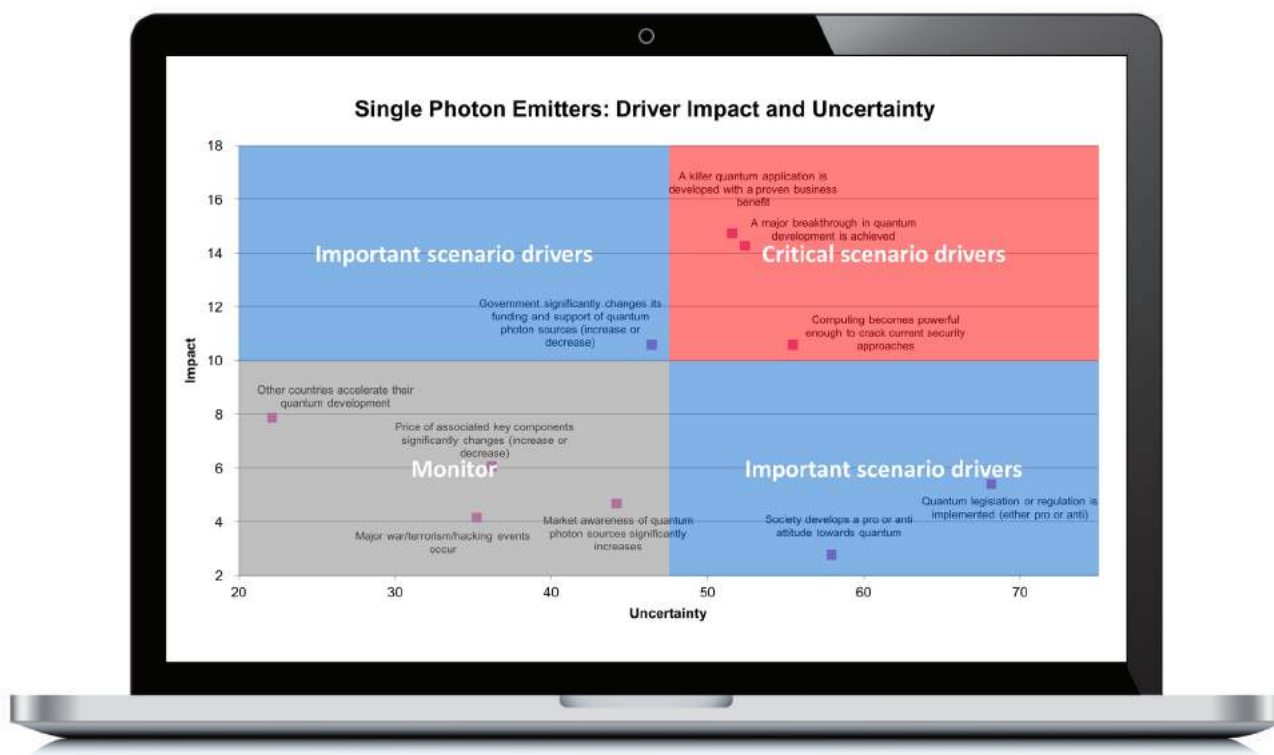 Single Photon Emitters: Driver Impact and Uncertainty
18
16
14
12
10
8
6
4
2
Impact
A killer quantum application is
developed with a proven business
benefit
A major breakthrough in quantum
development is achieved
Important scenario drivers
Critical scenario drivers
Government significantly changes its
funding and support of quantum
photon sources (increase or
decrease)
Computing becomes powerful
enough to crack current security
approaches
Other countries accelerate their
quantum development
Price of associated key components
significantly changes (increase or
decrease)
Monitor
Important scenario drivers
Major war/terrorism/hacking events
occur
Market awareness of quantum
photon sources significantly
increases
Society develops a pro or anti
attitude towards quantum
Quantum legislation or regulation is
implemented (either pro or anti)
20
30
40
50
60
70
Uncertainty